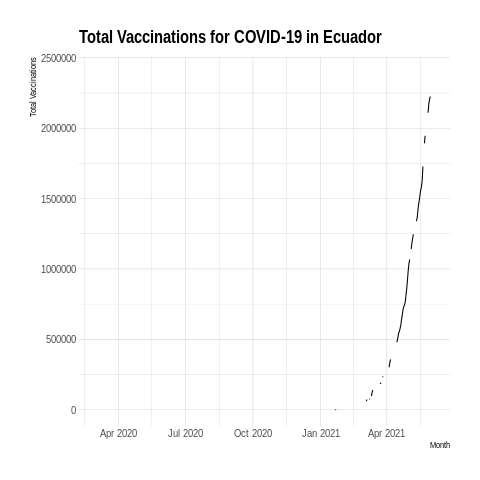 Total Vaccinations for COVID-19 in Ecuador
Total Vaccinations
2500000
2000000
1500000
1000000
500000
0
Apr 2020 Jul 2020 Oct 2020 Jan 2021 Apr 2021
Month